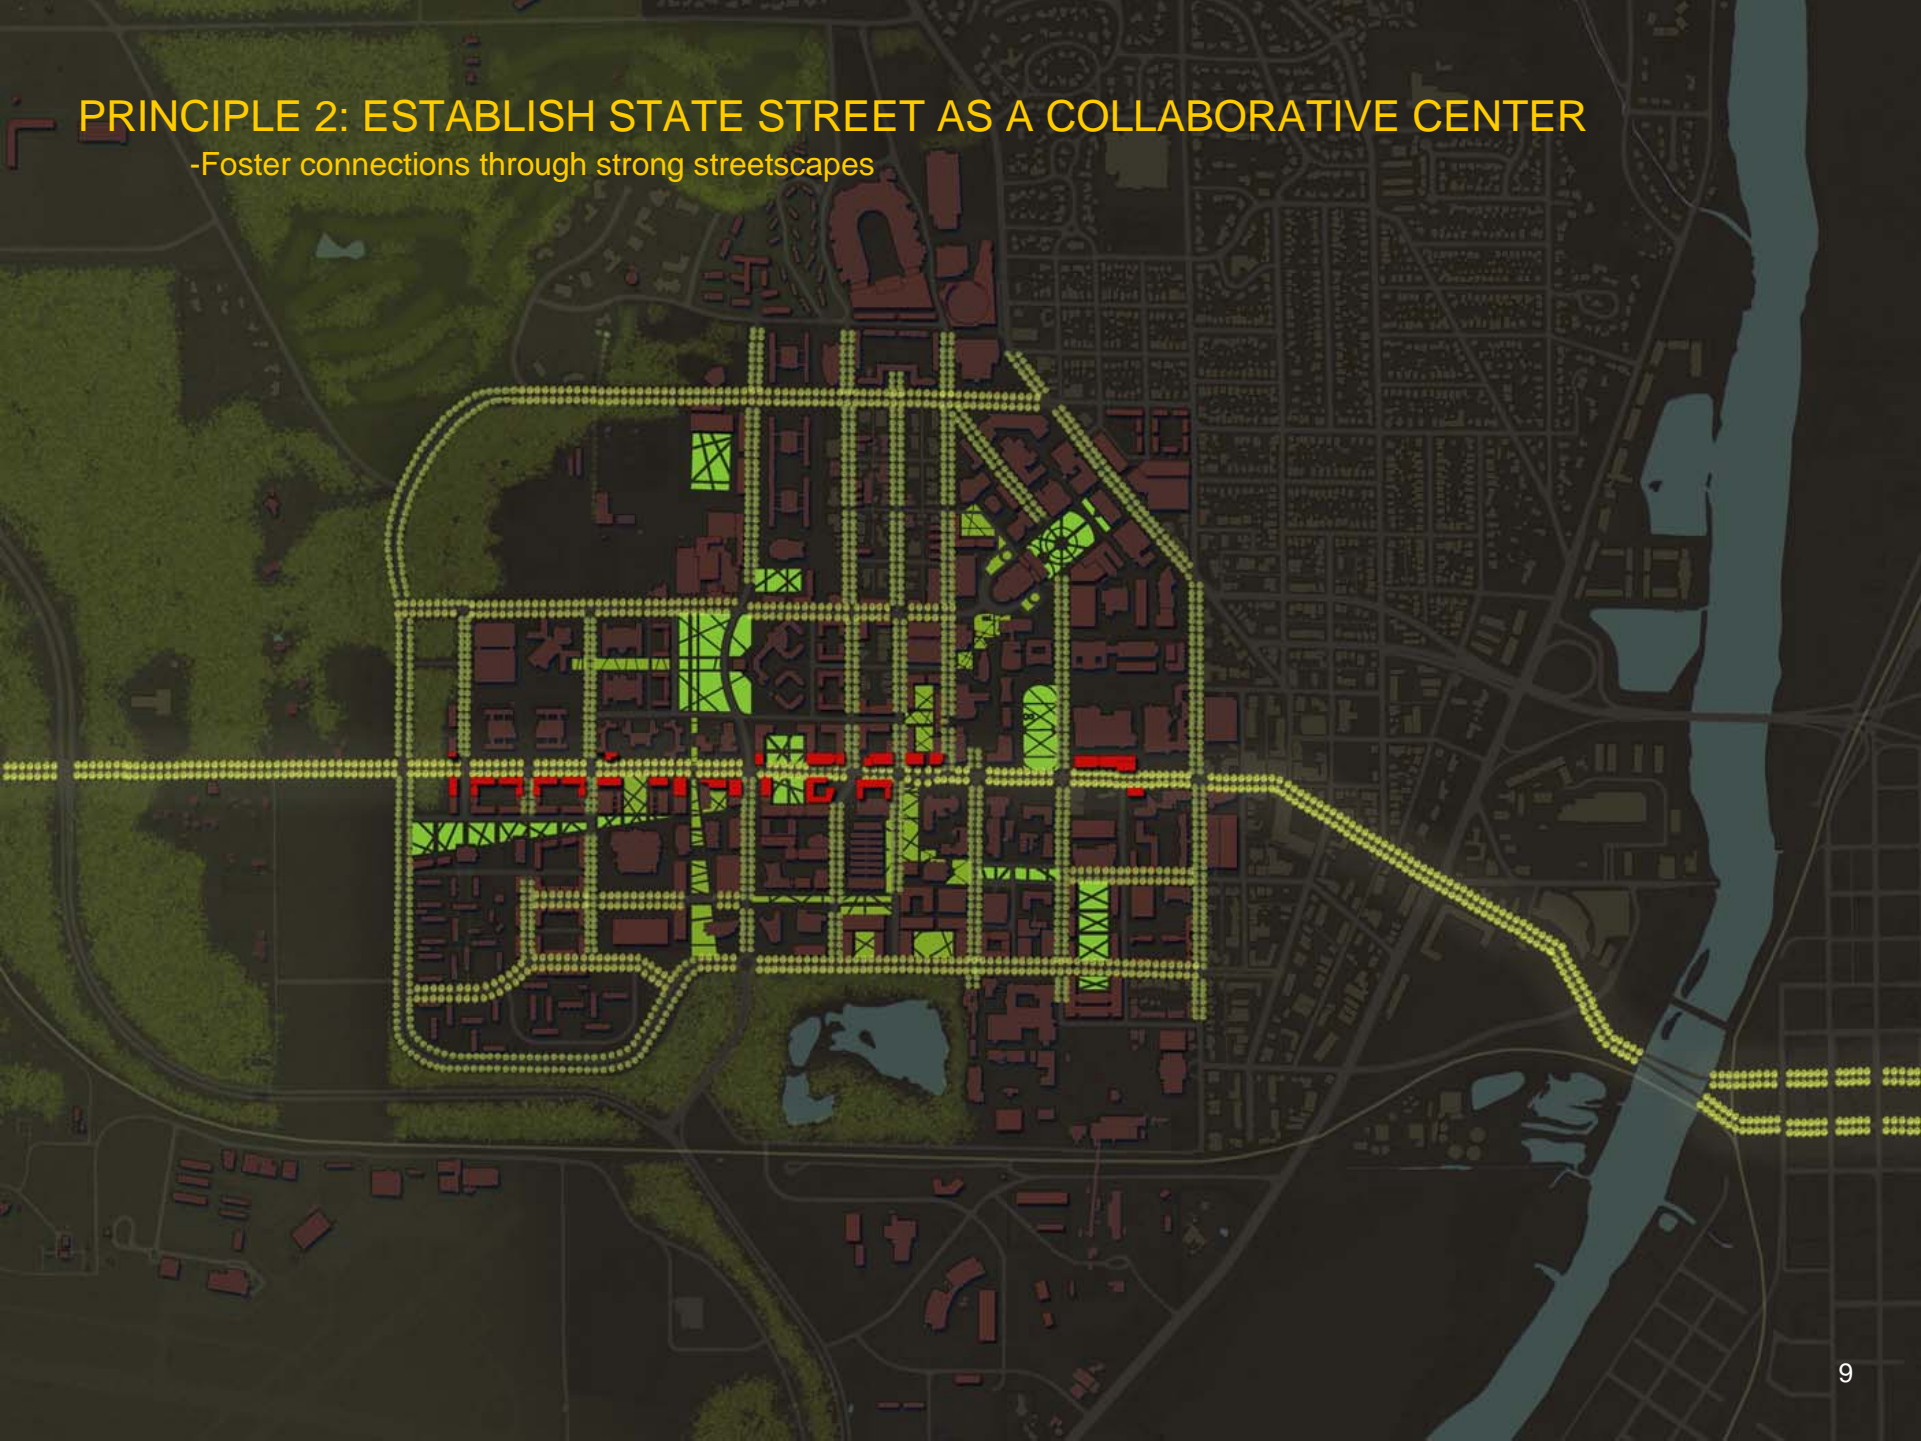 PRINCIPLE 2: ESTABLISH STATE STREET AS A COLLABORATIVE CENTER
-Foster connections through strong streetscapes
9